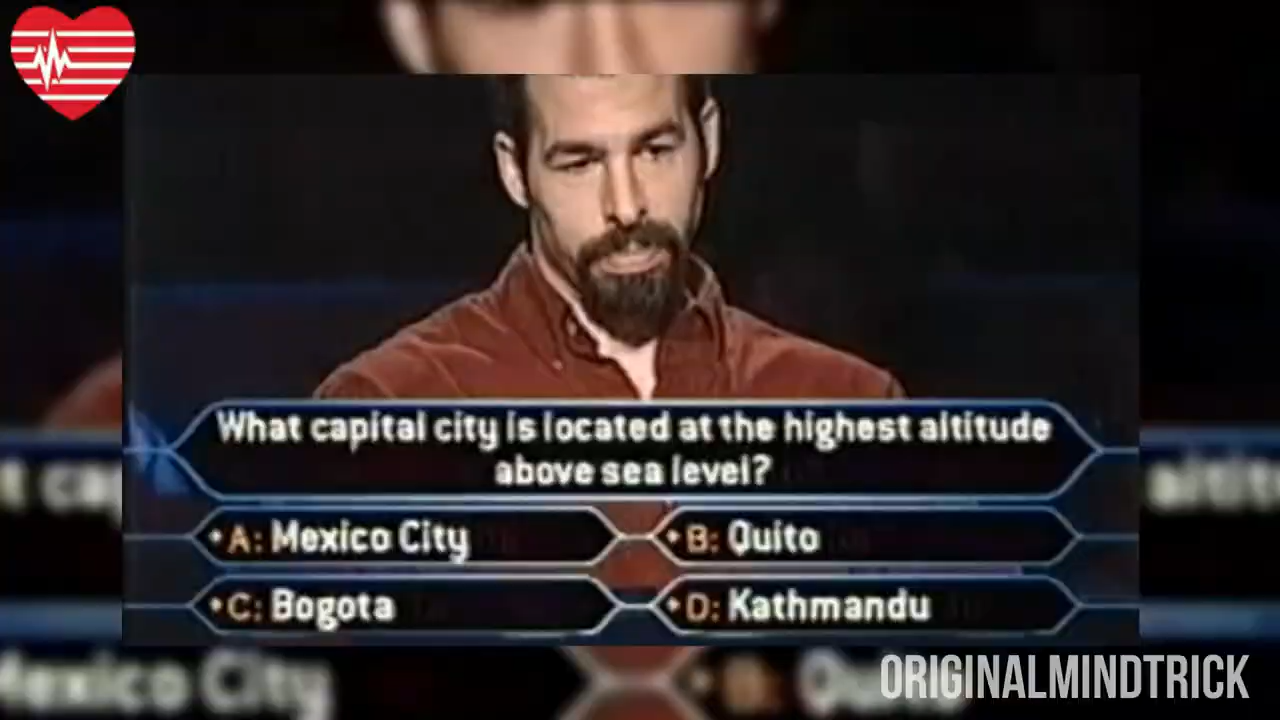 What capital city is located at the highest altitude
above sea level?
• A: Mexico City
• B: Quito
• C: Bogota
• D: Kathmandu
ORIGINALMINDTRICK